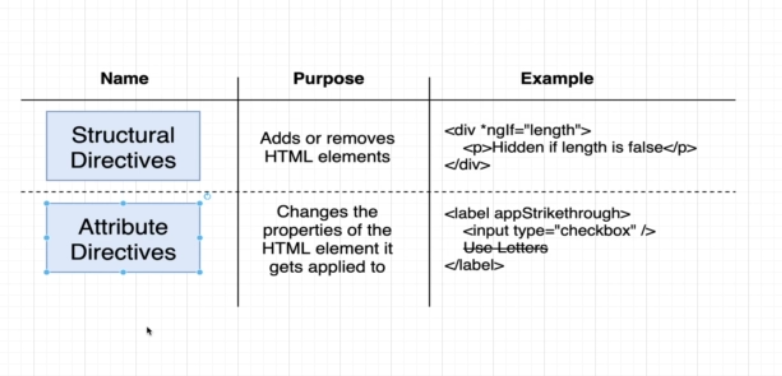 Name
Purpose
Example
Structural
Directives
Adds or removes
HTML elements
<div *ngIf="length">
<p>Hidden if length is false</p>
</div>
Attribute
Directives
Changes the
properties of the
HTML element it
gets applied to
<label appStrikethrough>
<input type="checkbox" />
Use Letters
</label>